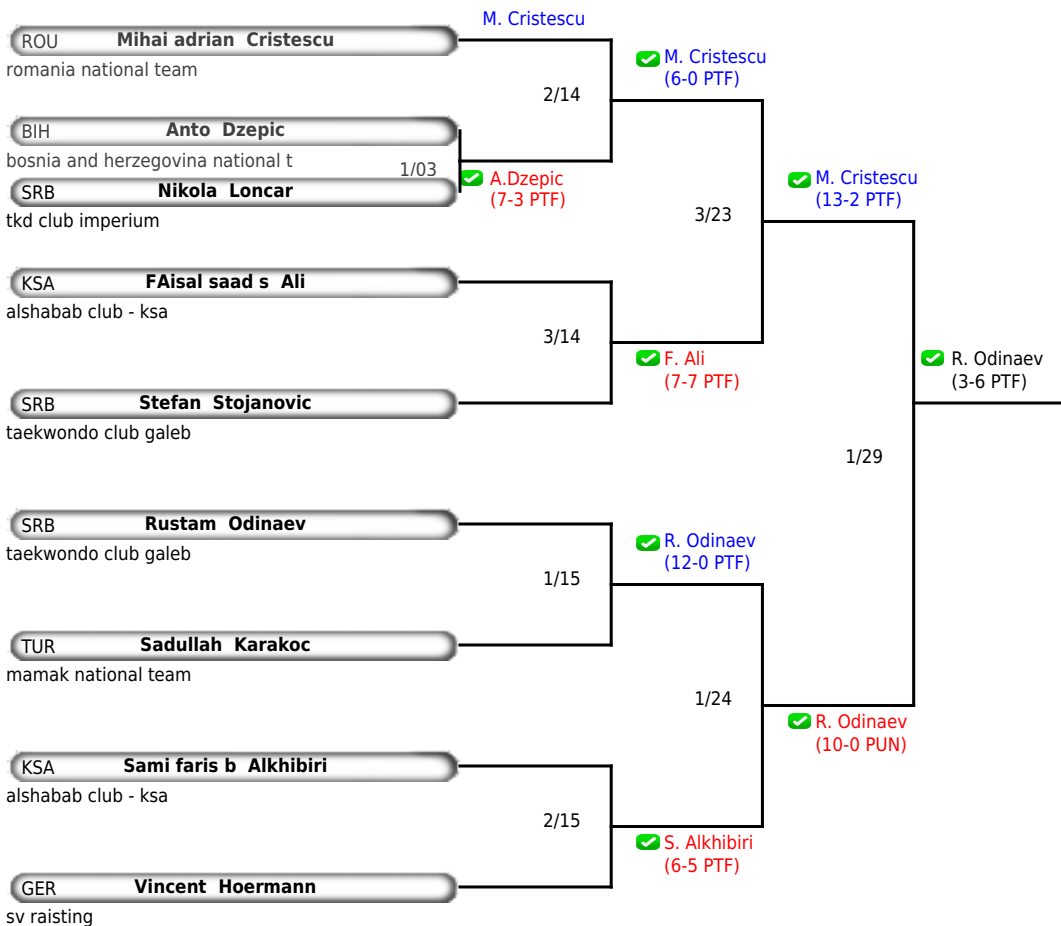 M. Cristescu
ROU Mihai adrian Cristescu
romania national team
M. Cristescu
(6-0 PTF)
2/14
BIH Anto Dzepic
bosnia and herzegovina national t
1/03
A.Dzepic
(7-3 PTF)
SRB Nikola Loncar
tkd club imperium
M. Cristescu
(13-2 PTF)
3/23
KSA FAisal saad s Ali
alshabab club - ksa
3/14
F. Ali
(7-7 PTF)
R. Odinaev
(3-6 PTF)
SRB Stefan Stojanovic
taekwondo club galeb
1/29
SRB Rustam Odinaev
taekwondo club galeb
R. Odinaev
(12-0 PTF)
1/15
TUR Sadullah Karakoc
mamak national team
1/24
R. Odinaev
(10-0 PUN)
KSA Sami faris b Alkhibiri
alshabab club - ksa
2/15
S. Alkhibiri
(6-5 PTF)
GER Vincent Hoermann
sv raisting